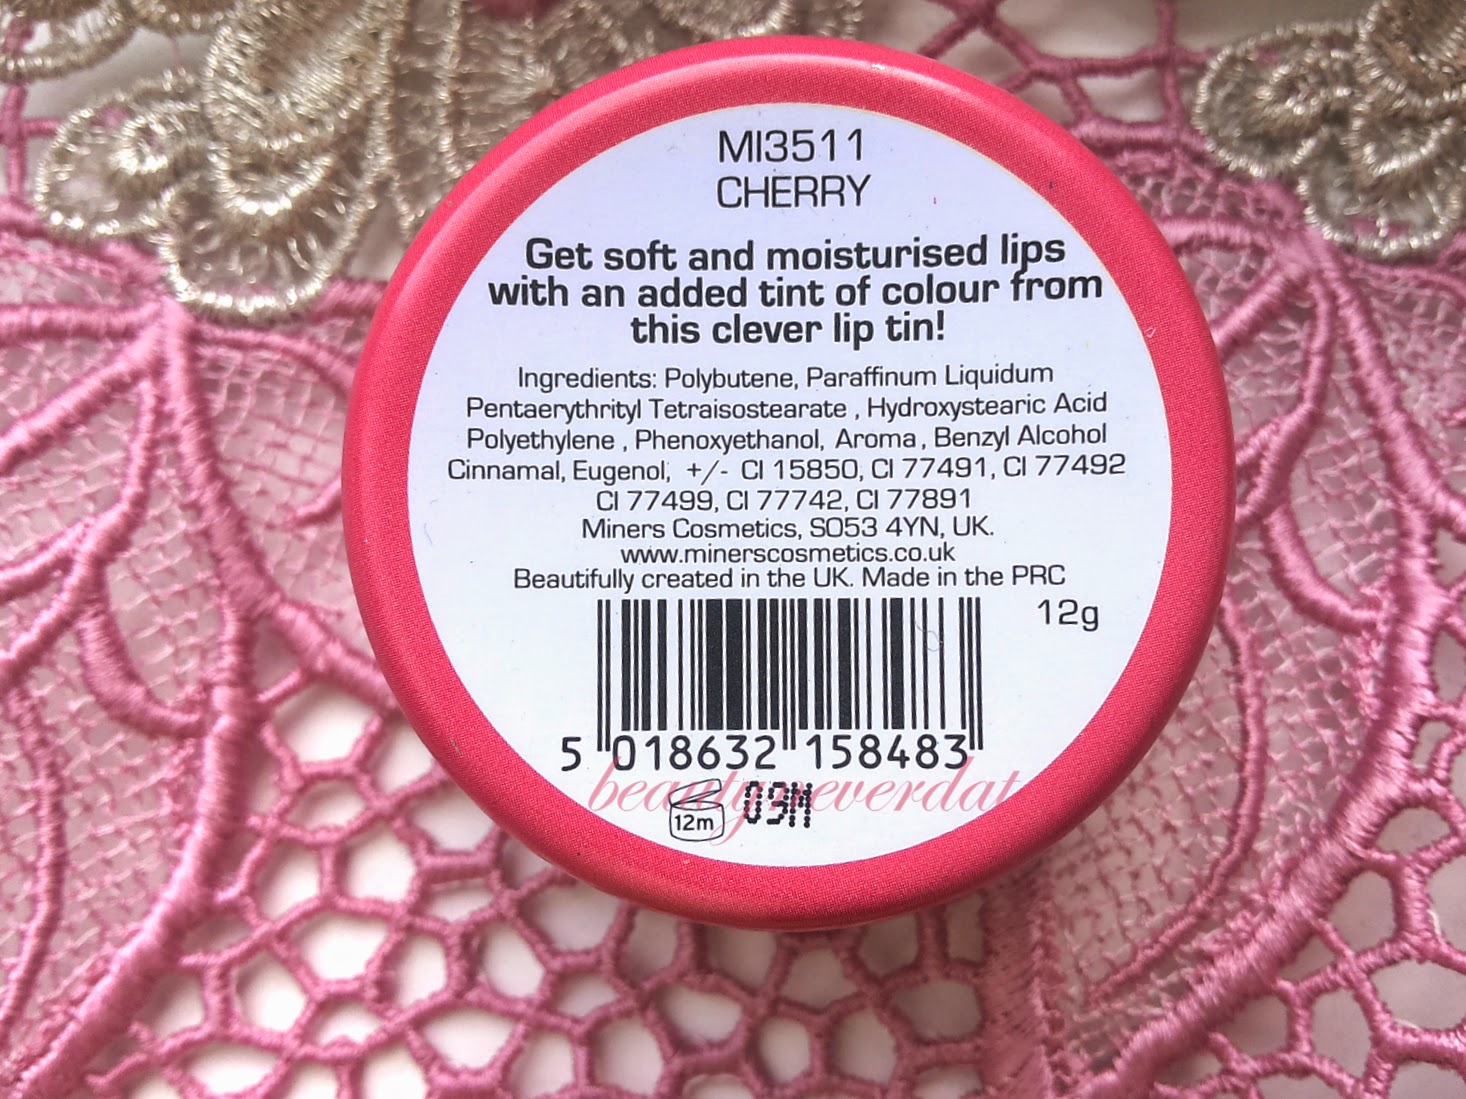 MI3511
CHERRY
Get soft and moisturised lips
with an added tint of colour from
this clever lip tin!
Ingredients: Polybutene, Paraffinum Liquidum
Pentaerythrityl Tetraisostearate , Hydroxystearic Acid
Polyethylene , Phenoxyethanol, Aroma , Benzyl Alcohol
Cinnamal, Eugenol, +/- CI 15850, CI 77491, CI 77492
CI 77499, CI 77742, CI 77891
Miners Cosmetics, SO53 4YN, UK.
www.minerscosmetics.co.uk
Beautifully created in the UK. Made in the PRC
12g
5 018632 158483
beautyneverdat
12m 03M